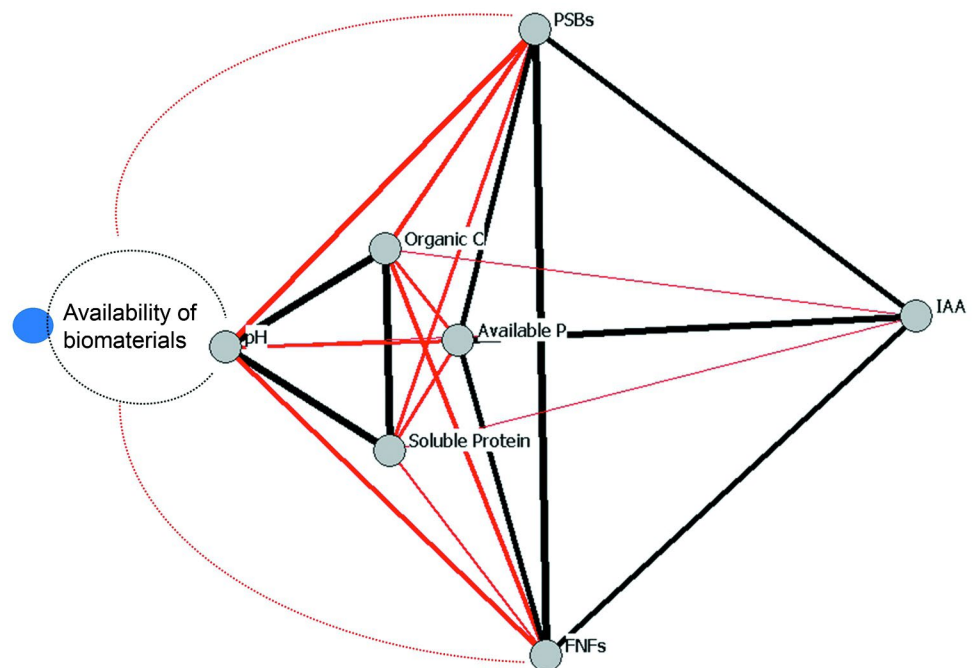 PSBs
Organic C
Availability of
biomaterials
pH
Available P
IAA
Soluble Protein
FNFs